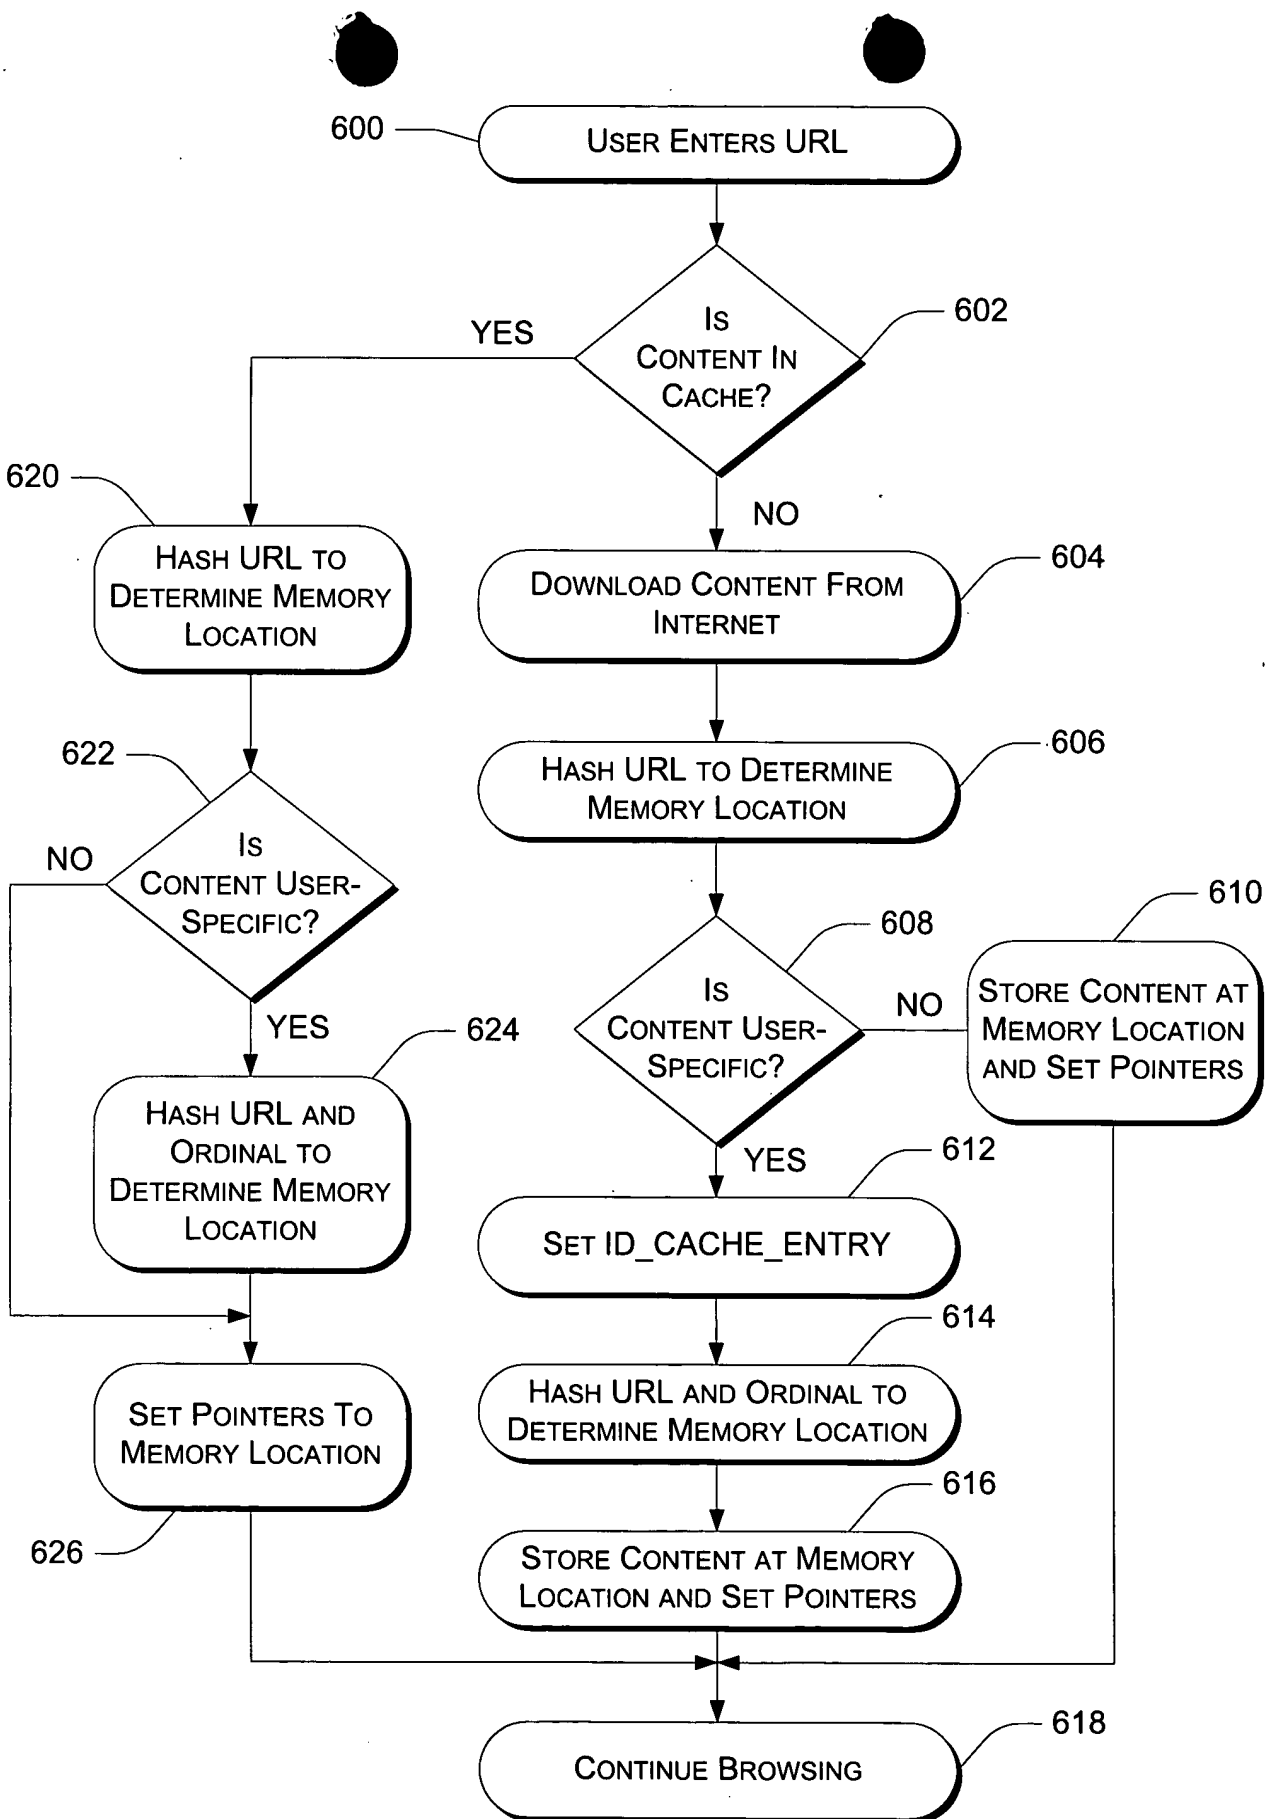 600
USER ENTERS URL
602
IS
CONTENT IN
CACHE?
YES
NO
620
HASH URL TO
DETERMINE MEMORY
LOCATION
604
DOWNLOAD CONTENT FROM
INTERNET
622
606
HASH URL TO DETERMINE
MEMORY LOCATION
IS
CONTENT USER-
SPECIFIC?
NO
YES
608
IS
CONTENT USER-
SPECIFIC?
NO
YES
610
STORE CONTENT AT
MEMORY LOCATION
AND SET POINTERS
624
HASH URL AND
ORDINAL TO
DETERMINE MEMORY
LOCATION
612
SET ID_CACHE_ENTRY
614
HASH URL AND ORDINAL TO
DETERMINE MEMORY LOCATION
SET POINTERS TO
MEMORY LOCATION
626
616
STORE CONTENT AT MEMORY
LOCATION AND SET POINTERS
618
CONTINUE BROWSING